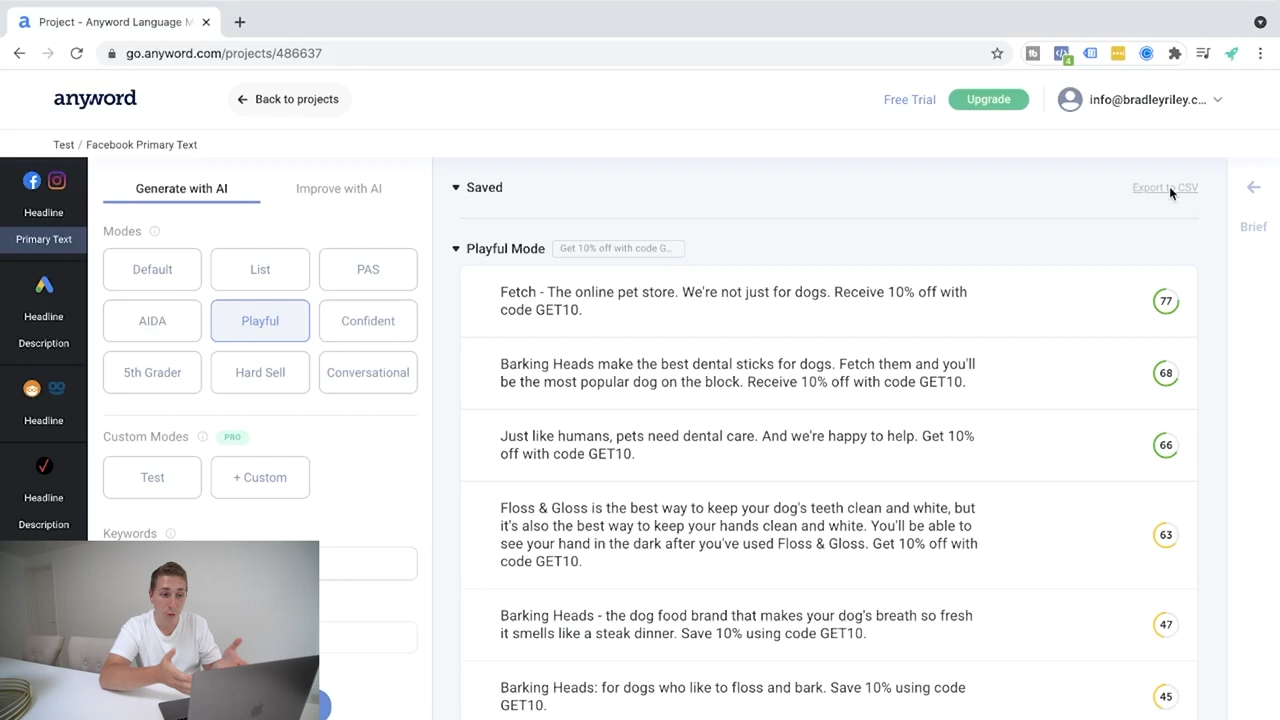 Project - Anyword Language M
go.anyword.com/projects/486637
4
anyword
Back to projects
Free Trial
Upgrade
info@bradleyriley.c...
Test / Facebook Primary Text
Headline
Primary Text
Headline
Description
Headline
Headline
Description
Generate with AI
Improve with AI
Modes
Default
List
PAS
AIDA
Playful
Confident
5th Grader
Hard Sell
Conversational
Custom Modes
PRO
Test
+ Custom
Keywords
Saved
Export to CSV
Playful Mode
Get 10% off with code G...
Fetch - The online pet store. We're not just for dogs. Receive 10% off with
code GET10.
77
Barking Heads make the best dental sticks for dogs. Fetch them and you'll
be the most popular dog on the block. Receive 10% off with code GET10.
68
Just like humans, pets need dental care. And we're happy to help. Get 10%
off with code GET10.
66
Floss & Gloss is the best way to keep your dog's teeth clean and white, but
it's also the best way to keep your hands clean and white. You'll be able to
see your hand in the dark after you've used Floss & Gloss. Get 10% off with
code GET10.
63
Barking Heads - the dog food brand that makes your dog's breath so fresh
it smells like a steak dinner. Save 10% using code GET10.
47
Barking Heads: for dogs who like to floss and bark. Save 10% using code
GET10.
45
Brief